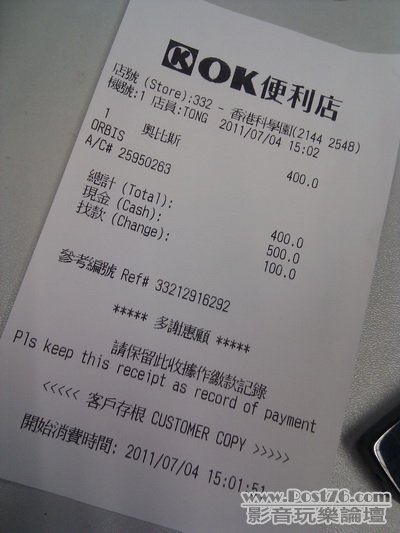 K OK便利店
店號 (Store):332 - 香港科學園(2144 2548)
機號:1 店員:TONG 2011/07/04 15:02
1 400.0
ORBIS 奧比斯
A/C# 25950263
總計 (Total): 400.0
現金 (Cash): 500.0
找款 (Change): 100.0
參考編號 Ref# 33212916292
***** 多謝惠顧 *****
請保留此收據作繳款記錄
Pls keep this receipt as record of payment
<<<<< 客戶存根 CUSTOMER COPY >>>>>
開始消費時間: 2011/07/04 15:01:51
www.Post76.com
影音玩樂論壇